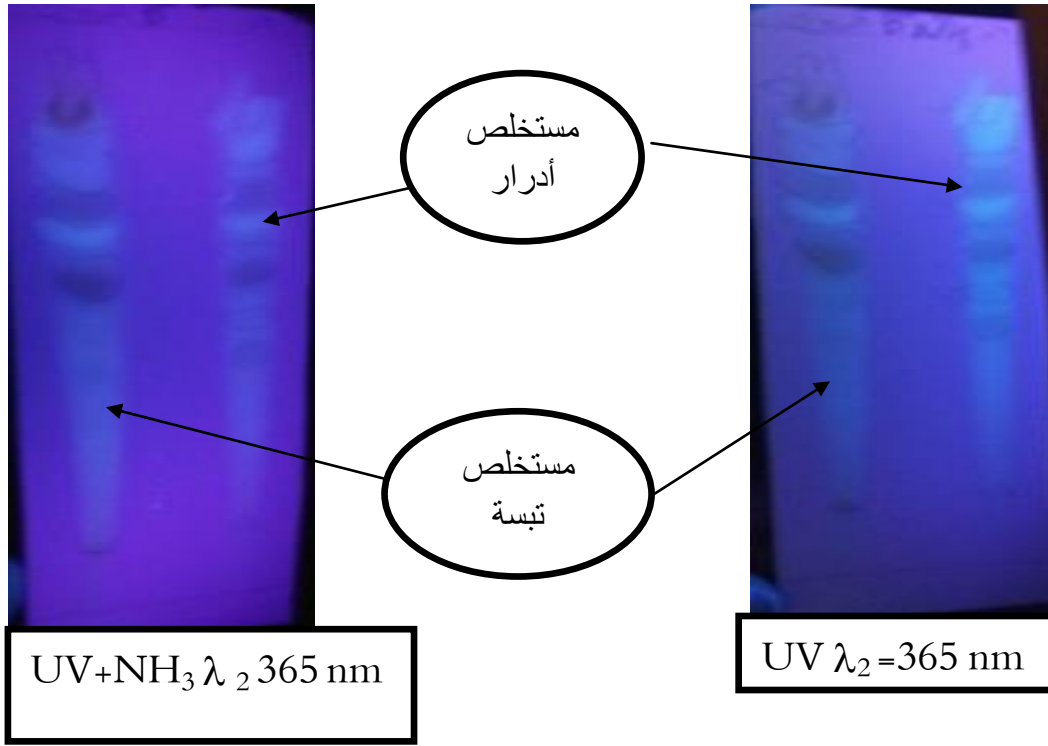 مستخلص
أدرار
مستخلص
تبسة
UV+NH₃ λ ₂ 365 nm
UV λ₂ =365 nm